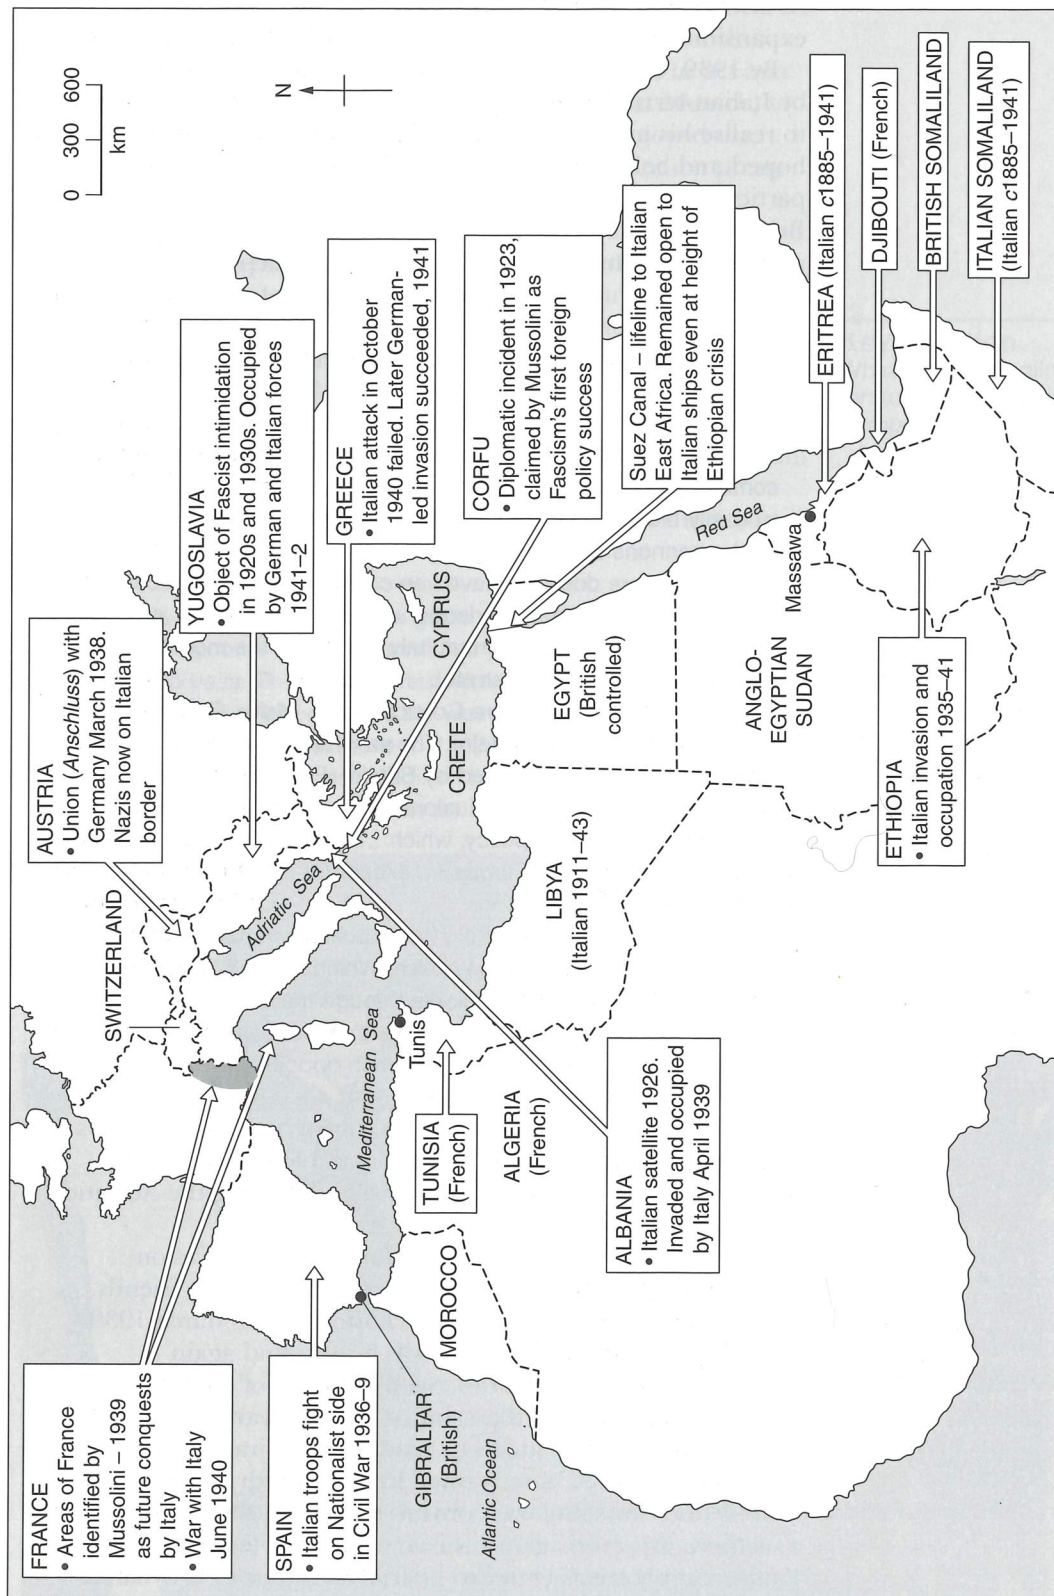 FRANCE
• Areas of France
identified by
Mussolini – 1939
as future conquests
by Italy
• War with Italy
June 1940
SPAIN
• Italian troops fight
on Nationalist side
in Civil War 1936–9
GIBRALTAR
(British)
Atlantic Ocean
MOROCCO
SWITZERLAND
AUSTRIA
• Union (Anschluss) with
Germany March 1938.
Nazis now on Italian
border
YUGOSLAVIA
• Object of Fascist intimidation
in 1920s and 1930s. Occupied
by German and Italian forces
1941–2
0 300 600
km
N
Adriatic Sea
GREECE
• Italian attack in October
1940 failed. Later German-
led invasion succeeded, 1941
Mediterranean Sea
Tunis
TUNISIA
(French)
ALGERIA
(French)
CRETE
CYPRUS
CORFU
• Diplomatic incident in 1923,
claimed by Mussolini as
Fascism's first foreign
policy success
LIBYA
(Italian 1911–43)
EGYPT
(British
controlled)
Suez Canal – lifeline to Italian
East Africa. Remained open to
Italian ships even at height of
Ethiopian crisis
Red Sea
ALBANIA
• Italian satellite 1926.
Invaded and occupied
by Italy April 1939
ANGLO-
EGYPTIAN
SUDAN
Massawa
ERITREA (Italian c1885–1941)
DJIBOUTI (French)
BRITISH SOMALILAND
ITALIAN SOMALILAND
(Italian c1885–1941)
ETHIOPIA
• Italian invasion and
occupation 1935–41